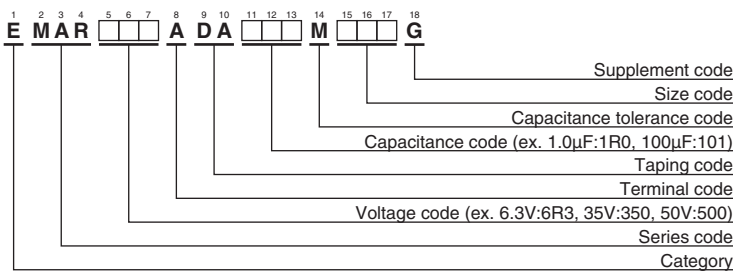 1 2 3 4 5 6 7 8 9 10 11 12 13 14 15 16 17 18
E MAR □□□ A DA □□□ M □□□ G
Supplement code
Size code
Capacitance tolerance code
Capacitance code (ex. 1.0μF:1R0, 100μF:101)
Taping code
Terminal code
Voltage code (ex. 6.3V:6R3, 35V:350, 50V:500)
Series code
Category